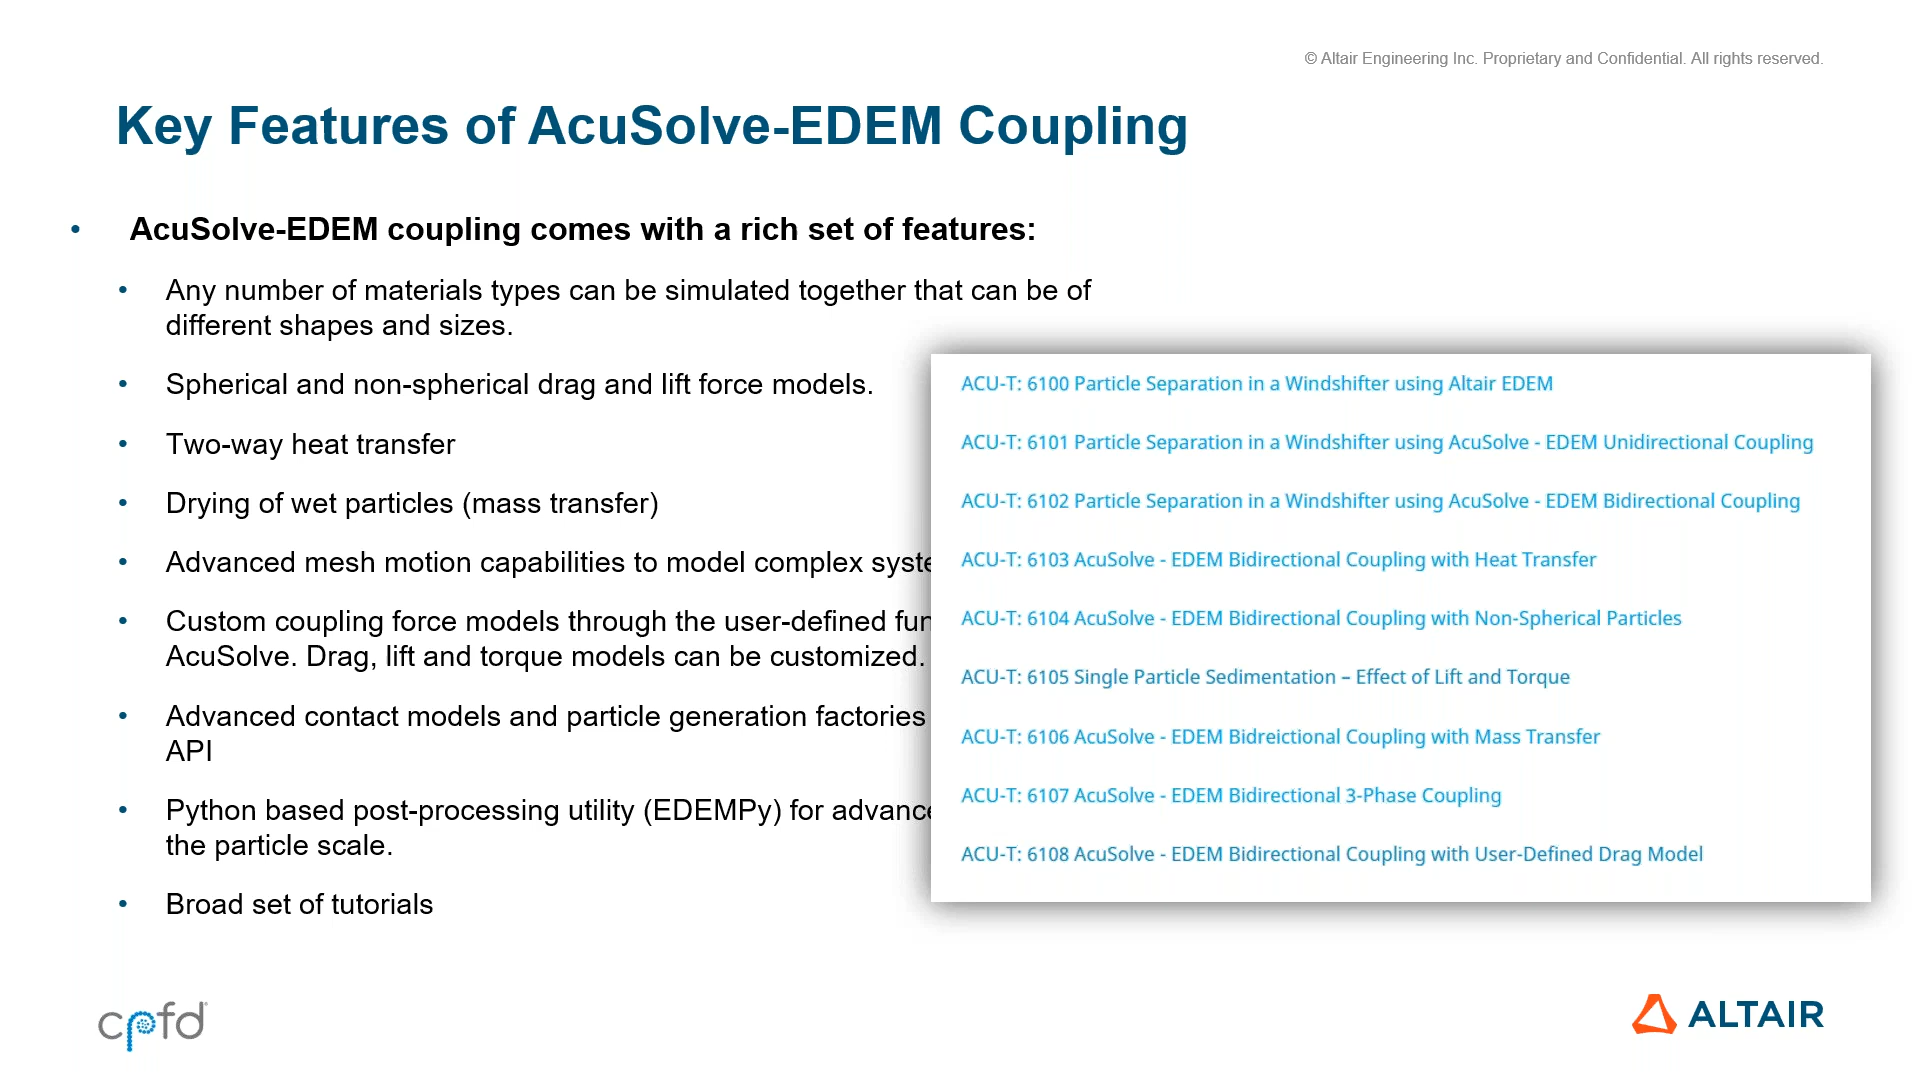 © Altair Engineering Inc. Proprietary and Confidential. All rights reserved.
Key Features of AcuSolve-EDEM Coupling
• AcuSolve-EDEM coupling comes with a rich set of features:
• Any number of materials types can be simulated together that can be of
different shapes and sizes.
• Spherical and non-spherical drag and lift force models.
• Two-way heat transfer
• Drying of wet particles (mass transfer)
• Advanced mesh motion capabilities to model complex
• Custom coupling force models through the user-defined
AcuSolve. Drag, lift and torque models can be customized.
• Advanced contact models and particle generation factories
API
• Python based post-processing utility (EDEMPy) for
the particle scale.
• Broad set of tutorials
ACU-T: 6100 Particle Separation in a Windshifter using Altair EDEM
ACU-T: 6101 Particle Separation in a Windshifter using AcuSolve - EDEM Unidirectional Coupling
ACU-T: 6102 Particle Separation in a Windshifter using AcuSolve - EDEM Bidirectional Coupling
ACU-T: 6103 AcuSolve - EDEM Bidirectional Coupling with Heat Transfer
ACU-T: 6104 AcuSolve - EDEM Bidirectional Coupling with Non-Spherical Particles
ACU-T: 6105 Single Particle Sedimentation – Effect of Lift and Torque
ACU-T: 6106 AcuSolve - EDEM Bidreictional Coupling with Mass Transfer
ACU-T: 6107 AcuSolve - EDEM Bidirectional 3-Phase Coupling
ACU-T: 6108 AcuSolve - EDEM Bidirectional Coupling with User-Defined Drag Model
cpfd
ALTAIR